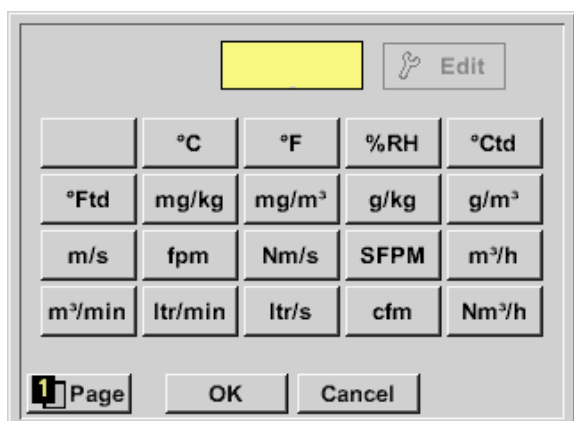 Edit
°C °F %RH °Ctd
°Ftd mg/kg mg/m³ g/kg g/m³
m/s fpm Nm/s SFPM m³/h
m³/min ltr/min ltr/s cfm Nm³/h
1 Page OK Cancel